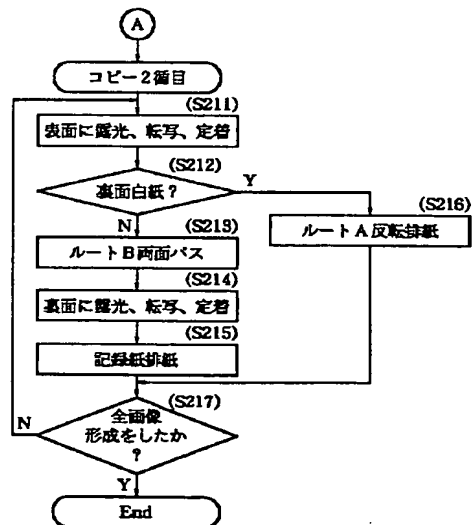 A
コピー2循目
(S211)
表面に露光、転写、定着
(S212)
裏面白紙?
Y
N
(S213)
(S216)
ルートB両面パス
ルートA反転排紙
(S214)
裏面に露光、転写、定着
(S215)
記録紙排紙
(S217)
N
全画像
形成をしたか
?
Y
End